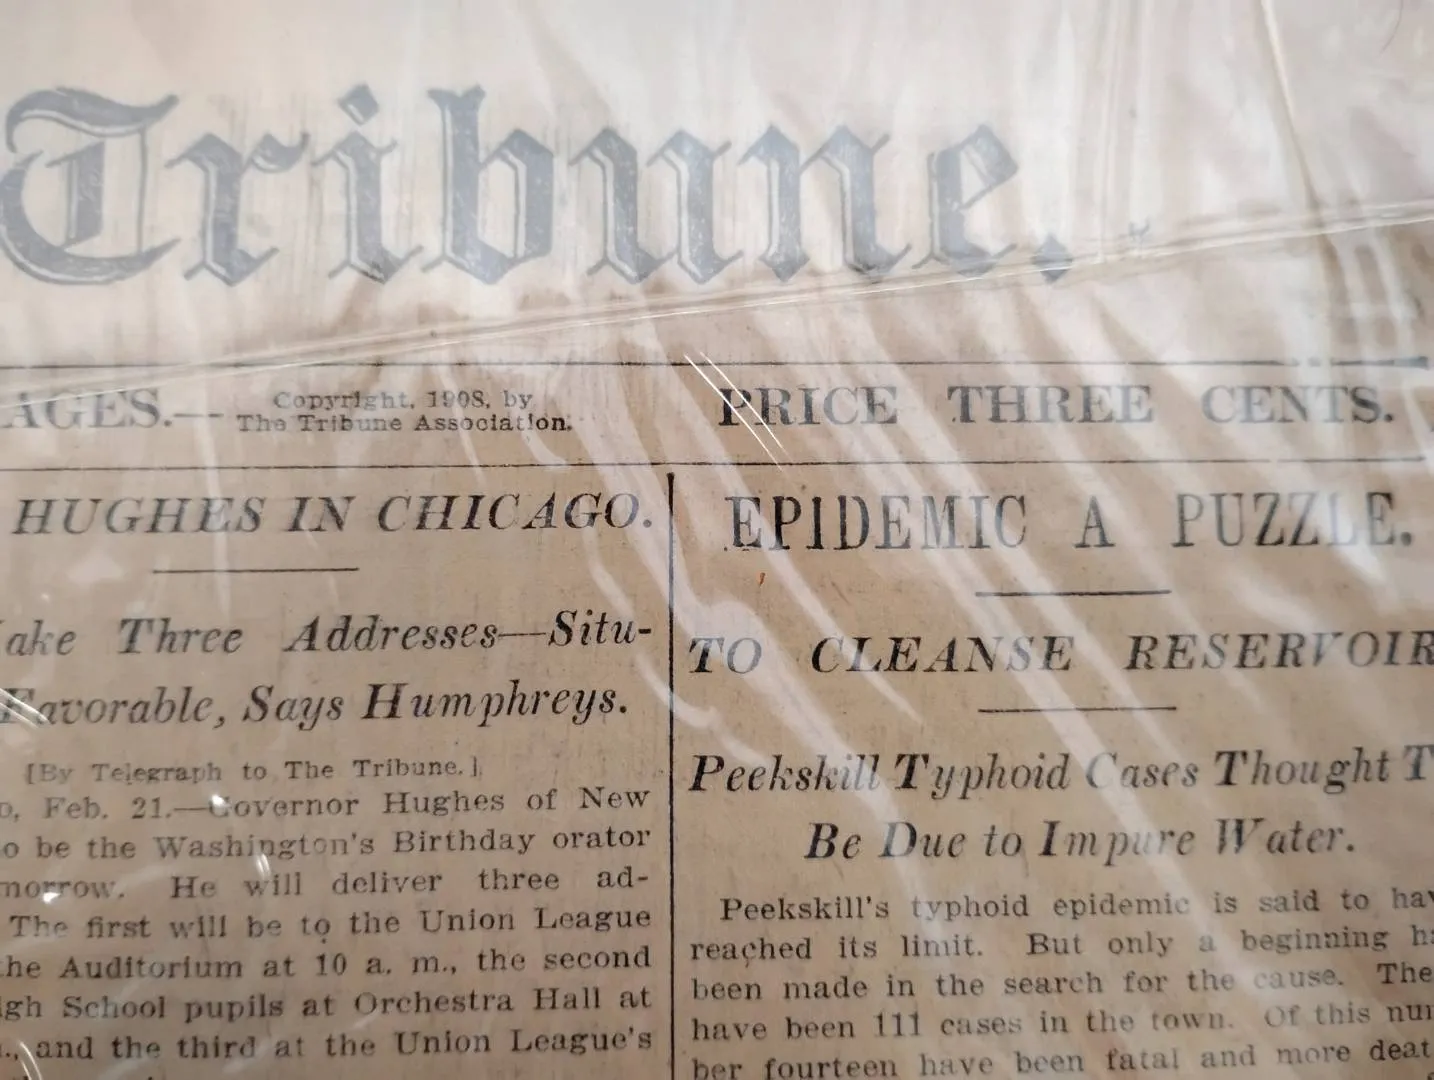 Tribune.
AGES.— Copyright, 1908, by
The Tribune Association. PRICE THREE CENTS.
HUGHES IN CHICAGO.
ake Three Addresses—Situ-
Favorable, Says Humphreys.
[By Telegraph to The Tribune.]
o, Feb. 21.—Governor Hughes of New
o be the Washington's Birthday orator
morrow. He will deliver three ad-
The first will be to the Union League
the Auditorium at 10 a. m., the second
igh School pupils at Orchestra Hall at
., and the third at the Union League's
EPIDEMIC A PUZZLE.
TO CLEANSE RESERVOIR
Peekskill Typhoid Cases Thought T
Be Due to Impure Water.
Peekskill's typhoid epidemic is said to hav
reached its limit. But only a beginning ha
been made in the search for the cause. The
have been 111 cases in the town. Of this num
ber fourteen have been fatal and more deat